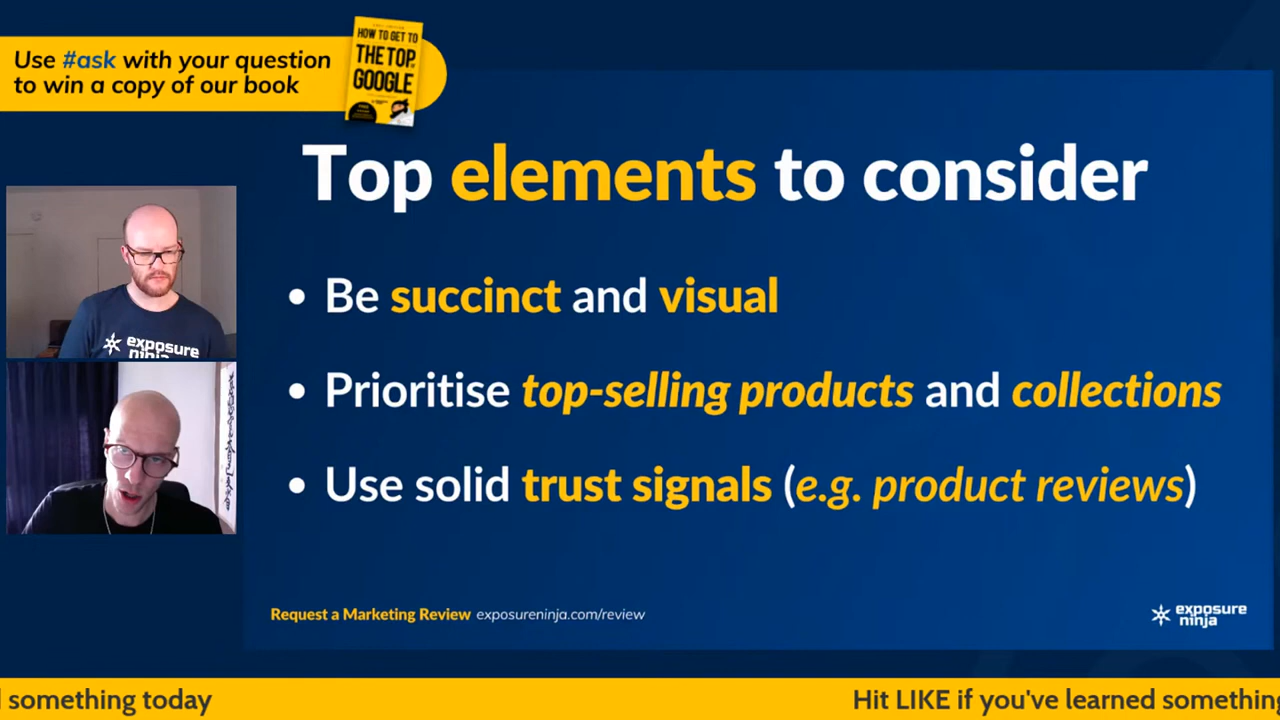 Use #ask with your question
to win a copy of our book
HOW TO GET TO
THE TOP
GOOGLE
Top elements to consider
• Be succinct and visual
• Prioritise top-selling products and collections
• Use solid trust signals (e.g. product reviews)
exposure
ninja
Request a Marketing Review exposureninja.com/review
exposure
ninja
something today
Hit LIKE if you've learned something